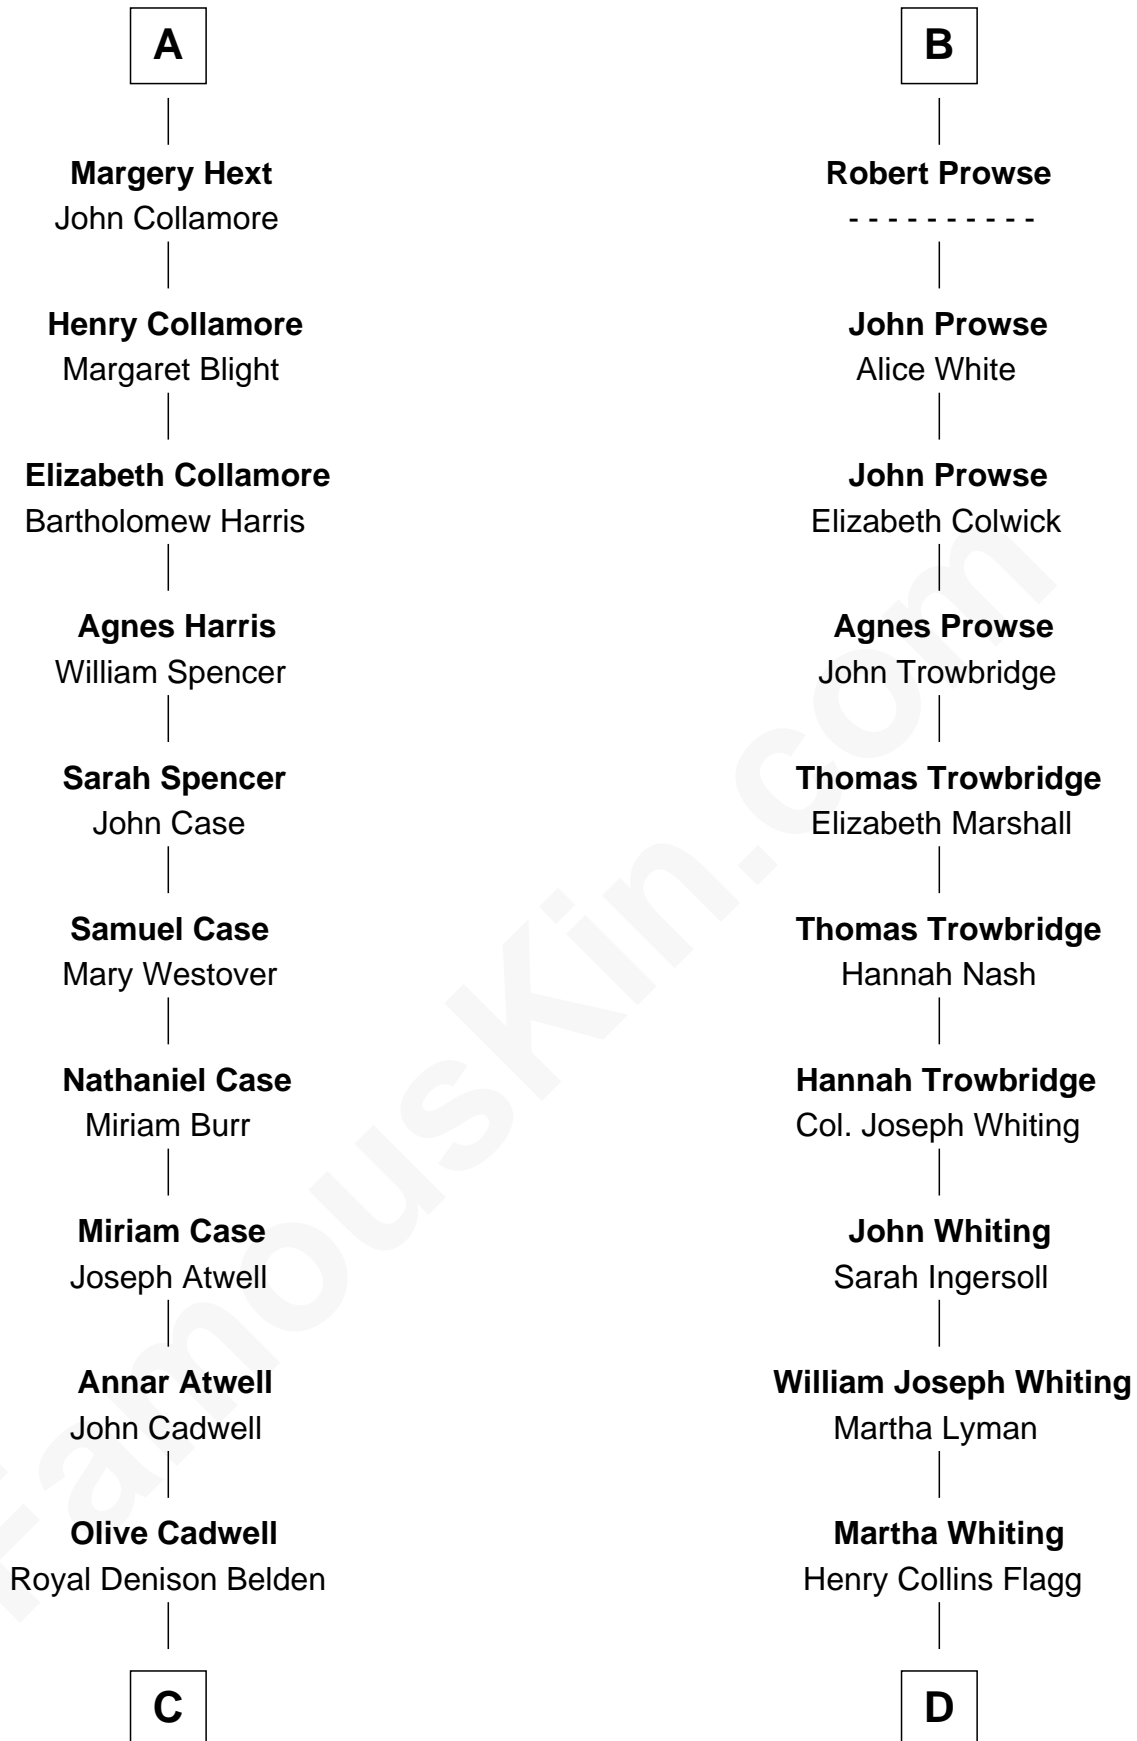 A
Margery Hext
John Collamore
Henry Collamore
Margaret Blight
Elizabeth Collamore
Bartholomew Harris
Agnes Harris
William Spencer
Sarah Spencer
John Case
Samuel Case
Mary Westover
Nathaniel Case
Miriam Burr
Miriam Case
Joseph Atwell
Annar Atwell
John Cadwell
Olive Cadwell
Royal Denison Belden
C
B
Robert Prowse
- - - - - - - - - -
John Prowse
Alice White
John Prowse
Elizabeth Colwick
Agnes Prowse
John Trowbridge
Thomas Trowbridge
Elizabeth Marshall
Thomas Trowbridge
Hannah Nash
Hannah Trowbridge
Col. Joseph Whiting
John Whiting
Sarah Ingersoll
William Joseph Whiting
Martha Lyman
Martha Whiting
Henry Collins Flagg
D
FamousKin.com